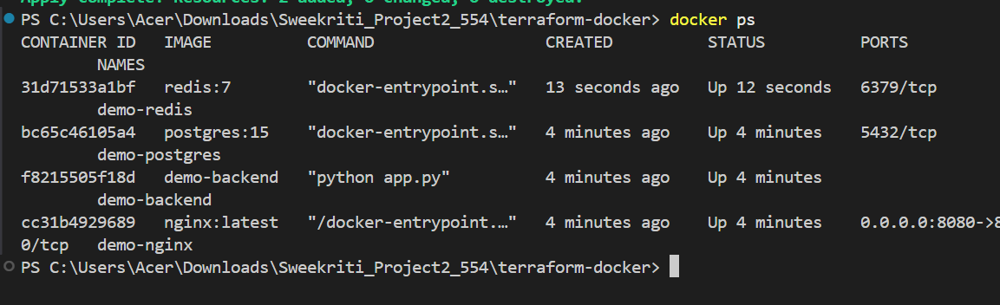 Apply complete! Resources: 2 added, 0 changed, 0 destroyed.
PS C:\Users\Acer\Downloads\Sweekriti_Project2_554\terraform-docker> docker ps
CONTAINER ID   IMAGE          COMMAND                  CREATED          STATUS          PORTS
        NAMES
31d71533a1bf   redis:7        "docker-entrypoint.s…"   13 seconds ago   Up 12 seconds   6379/tcp
        demo-redis
bc65c46105a4   postgres:15    "docker-entrypoint.s…"   4 minutes ago    Up 4 minutes    5432/tcp
        demo-postgres
f8215505f18d   demo-backend   "python app.py"          4 minutes ago    Up 4 minutes
        demo-backend
cc31b4929689   nginx:latest   "/docker-entrypoint.…"   4 minutes ago    Up 4 minutes    0.0.0.0:8080->8
0/tcp   demo-nginx
PS C:\Users\Acer\Downloads\Sweekriti_Project2_554\terraform-docker>